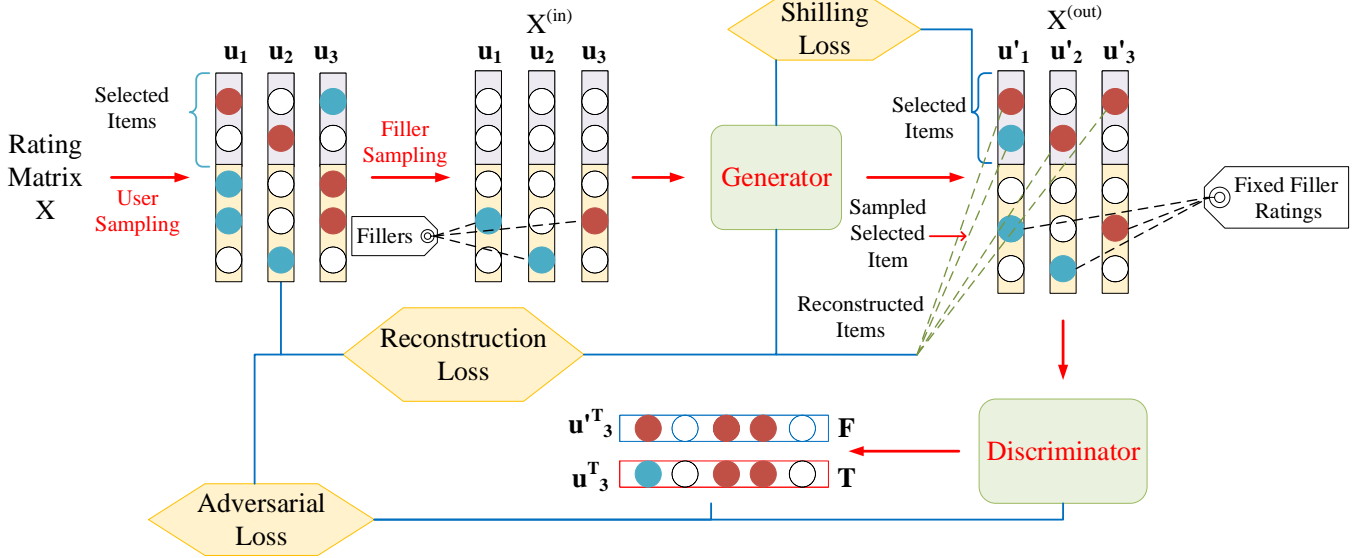 Shilling
Loss
X^(in)
X^(out)
u₁ u₂ u₃
u₁ u₂ u₃
u'₁ u'₂ u'₃
Selected
Items
Selected
Items
Rating
Matrix
X
User
Sampling
Filler
Sampling
Generator
Fillers
Sampled
Selected
Item
Fixed Filler
Ratings
Reconstructed
Items
Reconstruction
Loss
u'^T₃ F
u^T₃ T
Discriminator
Adversarial
Loss